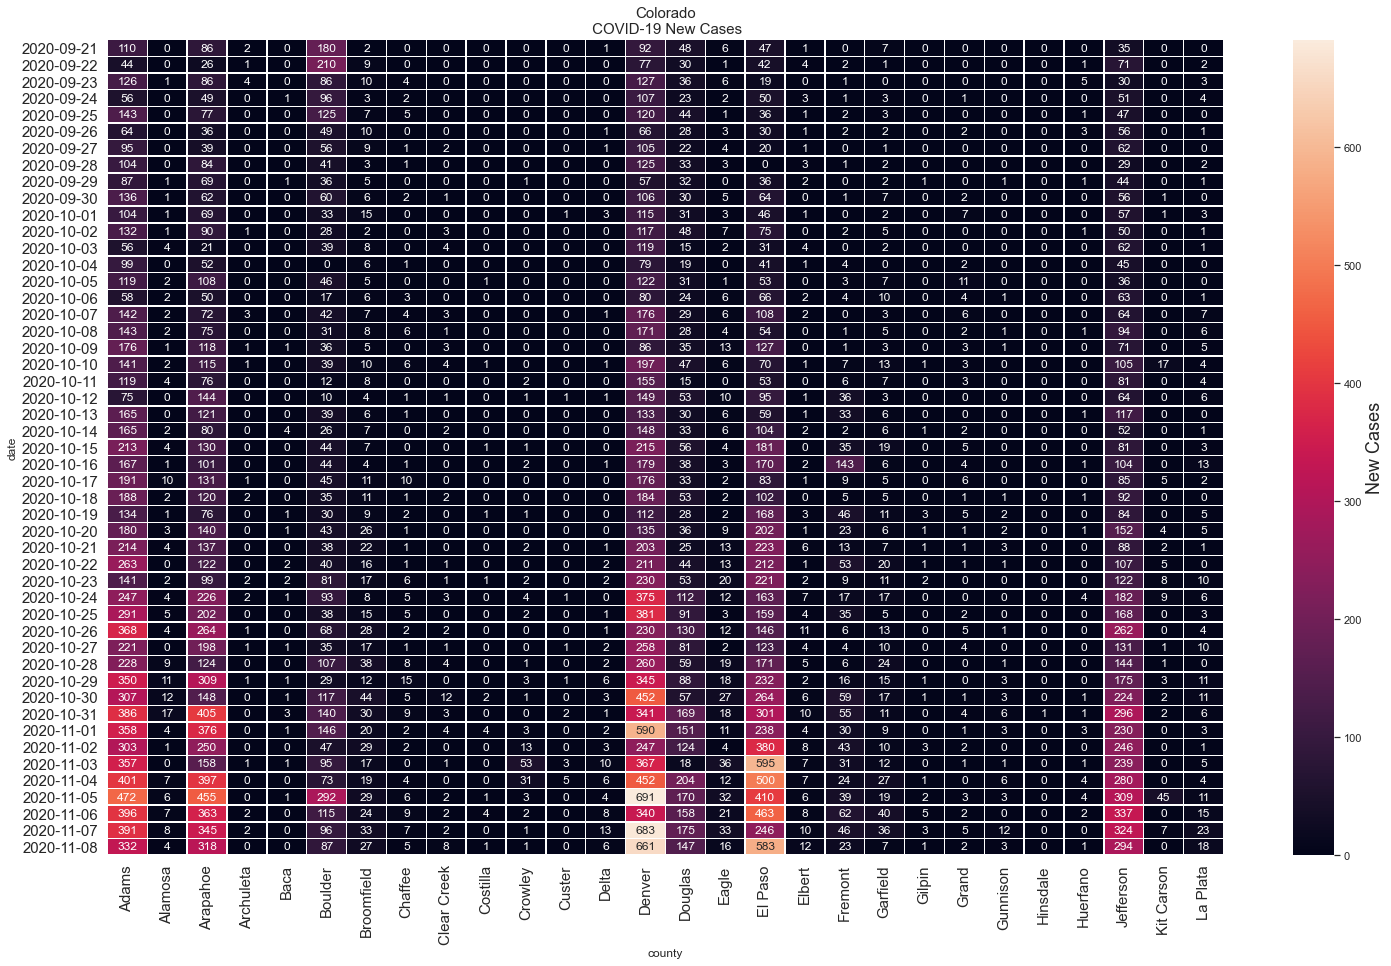 Colorado
COVID-19 New Cases
2020-09-21 110 0 86 2 0 180 2 0 0 0 0 0 1 92 48 6 47 1 0 7 0 0 0 0 0 35 0 0
2020-09-22 44 0 26 1 0 210 9 0 0 0 0 0 0 77 30 1 42 4 2 1 0 0 0 0 1 71 0 2
2020-09-23 126 1 86 4 0 86 10 4 0 0 0 0 0 127 36 6 19 0 1 0 0 0 0 0 5 30 0 3
2020-09-24 56 0 49 0 1 96 3 2 0 0 0 0 0 107 23 2 50 3 1 3 0 1 0 0 0 51 0 4
2020-09-25 143 0 77 0 0 125 7 5 0 0 0 0 0 120 44 1 36 1 2 3 0 0 0 0 1 47 0 0
2020-09-26 64 0 36 0 0 49 10 0 0 0 0 0 1 66 28 3 30 1 2 2 0 2 0 0 3 56 0 1
2020-09-27 95 0 39 0 0 56 9 1 2 0 0 0 1 105 22 4 20 1 0 1 0 0 0 0 0 62 0 0
2020-09-28 104 0 84 0 0 41 3 1 0 0 0 0 0 125 33 3 0 3 1 2 0 0 0 0 0 29 0 2
2020-09-29 87 1 69 0 1 36 5 0 0 0 1 0 0 57 32 0 36 2 0 2 1 0 1 0 1 44 0 1
2020-09-30 136 1 62 0 0 60 6 2 1 0 0 0 0 106 30 5 64 0 1 7 0 2 0 0 0 56 1 0
2020-10-01 104 1 69 0 0 33 15 0 0 0 0 1 3 115 31 3 46 1 0 2 0 7 0 0 0 57 1 3
2020-10-02 132 1 90 1 0 28 2 0 3 0 0 0 0 117 48 7 75 0 2 5 0 0 0 0 1 50 0 1
2020-10-03 56 4 21 0 0 39 8 0 4 0 0 0 0 119 15 2 31 4 0 2 0 0 0 0 0 62 0 1
2020-10-04 99 0 52 0 0 0 6 1 0 0 0 0 0 79 19 0 41 1 4 0 0 2 0 0 0 45 0 0
2020-10-05 119 2 108 0 0 46 5 0 0 1 0 0 0 122 31 1 53 0 3 7 0 11 0 0 0 36 0 0
2020-10-06 58 2 50 0 0 17 6 3 0 0 0 0 0 80 24 6 66 2 4 10 0 4 1 0 0 63 0 1
2020-10-07 142 2 72 3 0 42 7 4 3 0 0 0 1 176 29 6 108 2 0 3 0 6 0 0 0 64 0 7
2020-10-08 143 2 75 0 0 31 8 6 1 0 0 0 0 171 28 4 54 0 1 5 0 2 1 0 1 94 0 6
2020-10-09 176 1 118 1 1 36 5 0 3 0 0 0 0 86 35 13 127 0 1 3 0 3 1 0 0 71 0 5
2020-10-10 141 2 115 1 0 39 10 6 4 1 0 0 1 197 47 6 70 1 7 13 1 3 0 0 0 105 17 4
2020-10-11 119 4 76 0 0 12 8 0 0 0 2 0 0 155 15 0 53 0 6 7 0 3 0 0 0 81 0 4
2020-10-12 75 0 144 0 0 10 4 1 1 0 1 1 1 149 53 10 95 1 36 3 0 0 0 0 0 64 0 6
2020-10-13 165 0 121 0 0 39 6 1 0 0 0 0 0 133 30 6 59 1 33 6 0 0 0 0 1 117 0 0
2020-10-14 165 2 80 0 4 26 7 0 2 0 0 0 0 148 33 6 104 2 2 6 1 2 0 0 0 52 0 1
2020-10-15 213 4 130 0 0 44 7 0 0 1 1 0 0 215 56 4 181 0 35 19 0 5 0 0 0 81 0 3
2020-10-16 167 1 101 0 0 44 4 1 0 0 2 0 1 179 38 3 170 2 143 6 0 4 0 0 1 104 0 13
2020-10-17 191 10 131 1 0 45 11 10 0 0 0 0 0 176 33 2 83 1 9 5 0 6 0 0 0 85 5 2
2020-10-18 188 2 120 2 0 35 11 1 2 0 0 0 0 184 53 2 102 0 5 5 0 1 1 0 1 92 0 0
2020-10-19 134 1 76 0 1 30 9 2 0 1 1 0 0 112 28 2 168 3 46 11 3 5 2 0 0 84 0 5
2020-10-20 180 3 140 0 1 43 26 1 0 0 0 0 0 135 36 9 202 1 23 6 1 1 2 0 1 152 4 5
2020-10-21 214 4 137 0 0 38 22 1 0 0 2 0 1 203 25 13 223 6 13 7 1 1 3 0 0 88 2 1
2020-10-22 263 0 122 0 2 40 16 1 1 0 0 0 2 211 44 13 212 1 53 20 1 1 1 0 0 107 5 0
2020-10-23 141 2 99 2 2 81 17 6 1 1 2 0 2 230 53 20 221 2 9 11 2 0 0 0 0 122 8 10
2020-10-24 247 4 226 2 1 93 8 5 3 0 4 1 0 375 112 12 163 7 17 17 0 0 0 0 4 182 9 6
2020-10-25 291 5 202 0 0 38 15 5 0 0 2 0 1 381 91 3 159 4 35 5 0 2 0 0 0 168 0 3
2020-10-26 368 4 264 1 0 68 28 2 2 0 0 0 1 230 130 12 146 11 6 13 0 5 1 0 0 262 0 4
2020-10-27 221 0 198 1 1 35 17 1 1 0 0 1 2 258 81 2 123 4 4 10 0 4 0 0 0 131 1 10
2020-10-28 228 9 124 0 0 107 38 8 4 0 1 0 2 260 59 19 171 5 6 24 0 0 1 0 0 144 1 0
2020-10-29 350 11 309 1 1 29 12 15 0 0 3 1 6 345 88 18 232 2 16 15 1 0 3 0 0 175 3 11
2020-10-30 307 12 148 0 1 117 44 5 12 2 1 0 3 452 57 27 264 1 59 17 1 1 3 0 1 224 2 11
2020-10-31 386 17 405 0 3 140 30 9 3 0 0 2 1 341 169 18 301 10 55 11 0 4 6 1 1 296 2 6
2020-11-01 358 4 376 0 1 146 20 2 4 4 3 0 2 590 151 11 238 4 30 9 0 1 3 0 3 230 0 3
2020-11-02 303 1 250 0 0 47 29 2 0 0 13 0 3 247 124 4 380 8 43 10 3 2 0 0 0 246 0 1
2020-11-03 357 0 158 1 1 95 17 0 1 0 53 3 10 367 18 36 595 7 31 12 0 1 1 0 0 239 0 5
2020-11-04 401 7 397 0 0 73 19 4 0 0 31 5 6 452 204 12 500 7 24 27 1 0 6 0 0 280 0 4
2020-11-05 472 6 455 0 1 292 29 6 2 1 3 0 4 691 170 32 410 6 39 19 2 3 3 0 4 309 45 11
2020-11-06 396 7 363 2 0 115 24 9 2 4 2 0 8 340 158 21 463 8 62 40 5 2 0 0 2 337 0 15
2020-11-07 391 8 345 2 0 96 33 7 2 0 1 0 13 683 175 33 246 10 46 36 3 5 12 0 0 324 7 23
2020-11-08 332 4 318 0 0 87 27 5 8 1 1 0 6 661 147 16 583 12 23 7 1 2 3 0 1 294 0 18
date
Adams Alamosa Arapahoe Archuleta Baca Boulder Broomfield Chaffee Clear Creek Costilla Crowley Custer Delta Denver Douglas Eagle El Paso Elbert Fremont Garfield Gilpin Grand Gunnison Hinsdale Huerfano Jefferson Kit Carson La Plata
county
600
500
400
300
200
100
0
New Cases